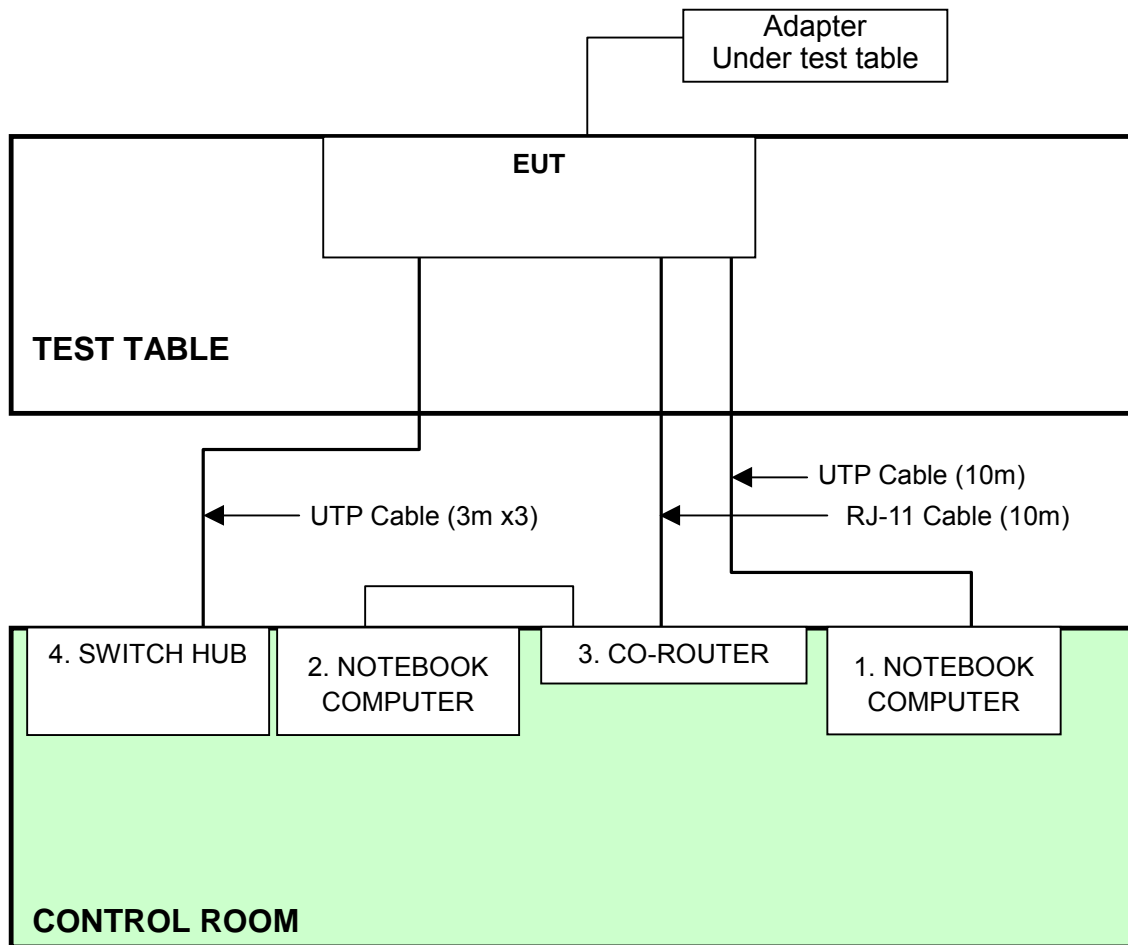 Adapter
Under test table
EUT
TEST TABLE
UTP Cable (10m)
UTP Cable (3m x3)
RJ-11 Cable (10m)
4. SWITCH HUB
2. NOTEBOOK
COMPUTER
3. CO-ROUTER
1. NOTEBOOK
COMPUTER
CONTROL ROOM